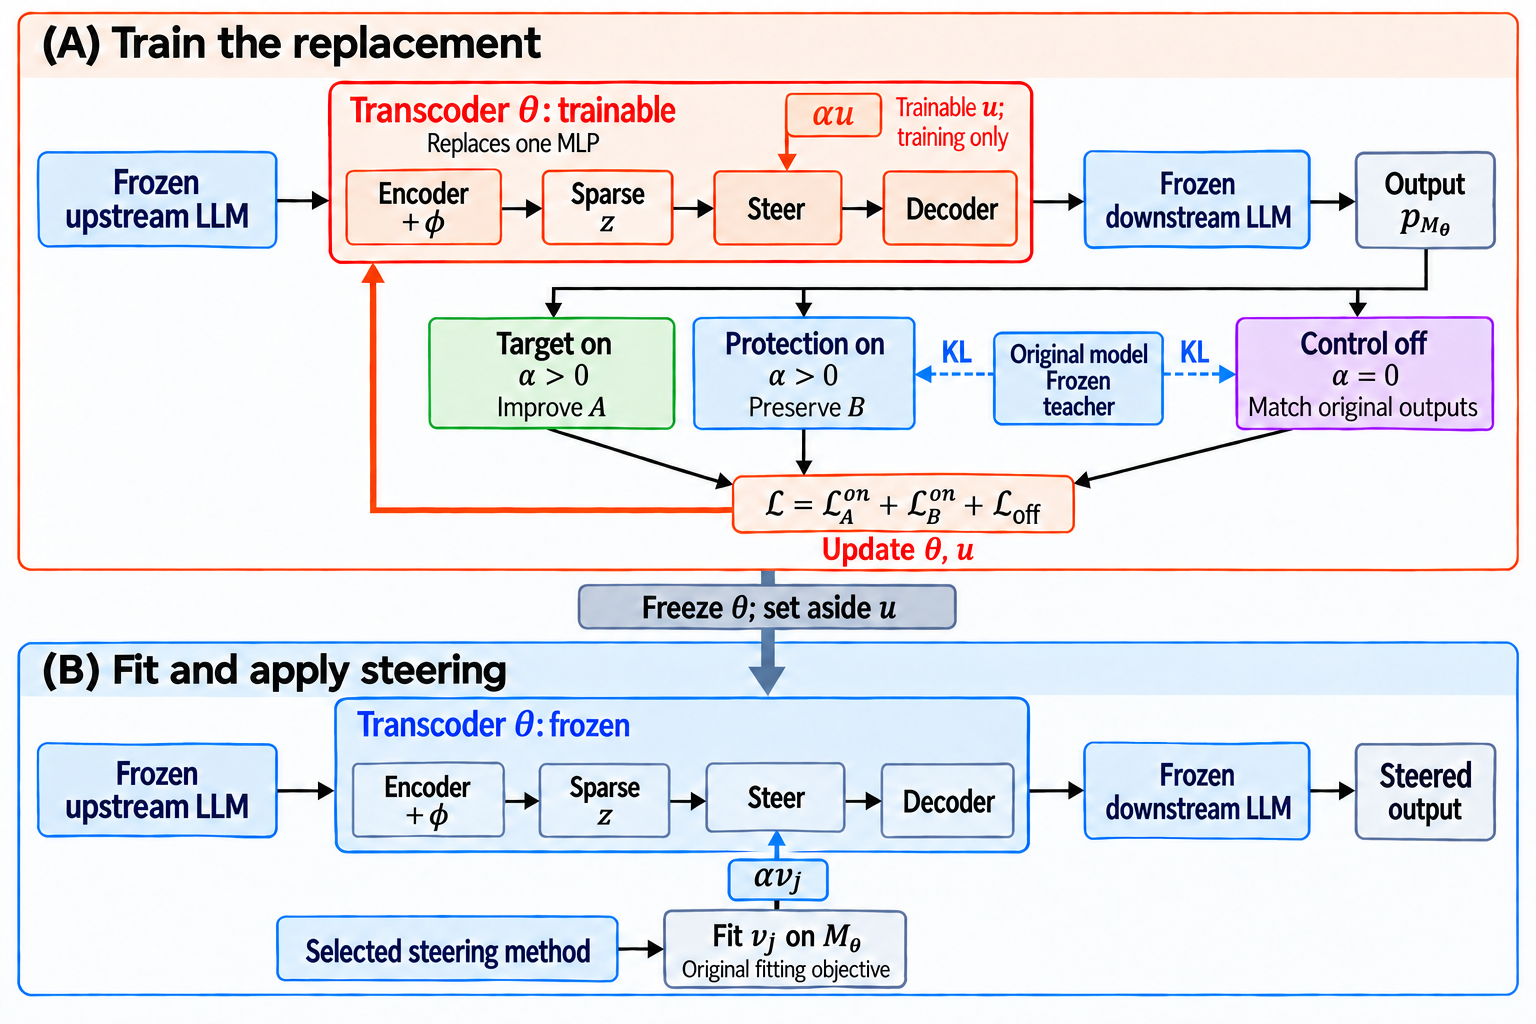 (A) Train the replacement
Transcoder θ: trainable
Replaces one MLP
αu
Trainable u;
training only
Frozen
upstream LLM
Encoder
+ ϕ
Sparse
z
Steer
Decoder
Frozen
downstream LLM
Output
p_{M_θ}
Target on
α > 0
Improve A
Protection on
α > 0
Preserve B
KL
Original model
Frozen
teacher
KL
Control off
α = 0
Match original outputs
ℒ = ℒ_A^{on} + ℒ_B^{on} + ℒ_{off}
Update θ, u
Freeze θ; set aside u
(B) Fit and apply steering
Transcoder θ: frozen
Frozen
upstream LLM
Encoder
+ ϕ
Sparse
z
Steer
Decoder
Frozen
downstream LLM
Steered
output
αv_j
Selected steering method
Fit v_j on M_θ
Original fitting objective